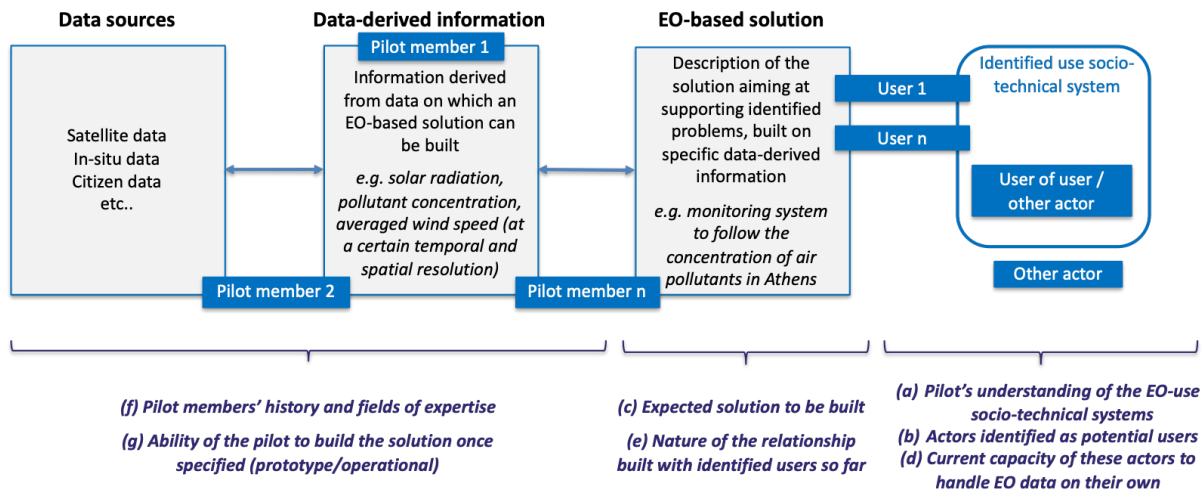 Data sources
Data-derived information
EO-based solution
Satellite data
In-situ data
Citizen data
etc..
Pilot member 1
Information derived
from data on which an
EO-based solution can
be built
e.g. solar radiation,
pollutant concentration,
averaged wind speed (at
a certain temporal and
spatial resolution)
Description of the
solution aiming at
supporting identified
problems, built on
specific data-derived
information
e.g. monitoring system
to follow the
concentration of air
pollutants in Athens
User 1
User n
Identified use socio-
technical system
User of user /
other actor
Other actor
Pilot member 2
Pilot member n
(f) Pilot members’ history and fields of expertise
(g) Ability of the pilot to build the solution once
specified (prototype/operational)
(c) Expected solution to be built
(e) Nature of the relationship
built with identified users so far
(a) Pilot’s understanding of the EO-use
socio-technical systems
(b) Actors identified as potential users
(d) Current capacity of these actors to
handle EO data on their own